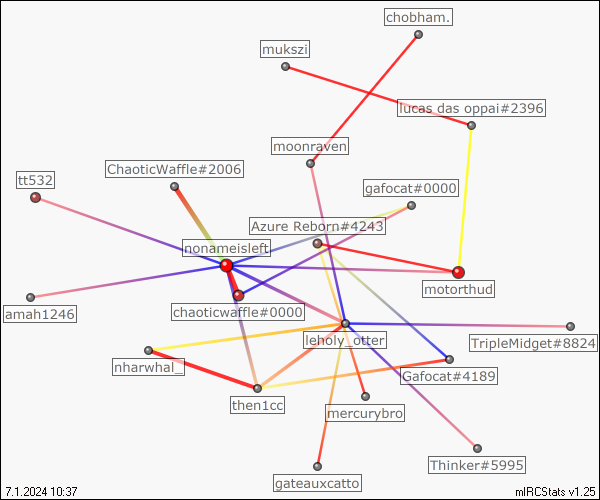 chobham.
mukszi
lucas das oppai#2396
moonraven
ChaoticWaffle#2006
tt532
gafocat#0000
Azure Reborn#4243
nonameisleft
motorthud
chaoticwaffle#0000
amah1246
leholy_otter
TripleMidget#8824
nharwhal_
Gafocat#4189
then1cc
mercurybro
Thinker#5995
gateauxcatto
7.1.2024 10:37
mIRCStats v1.25